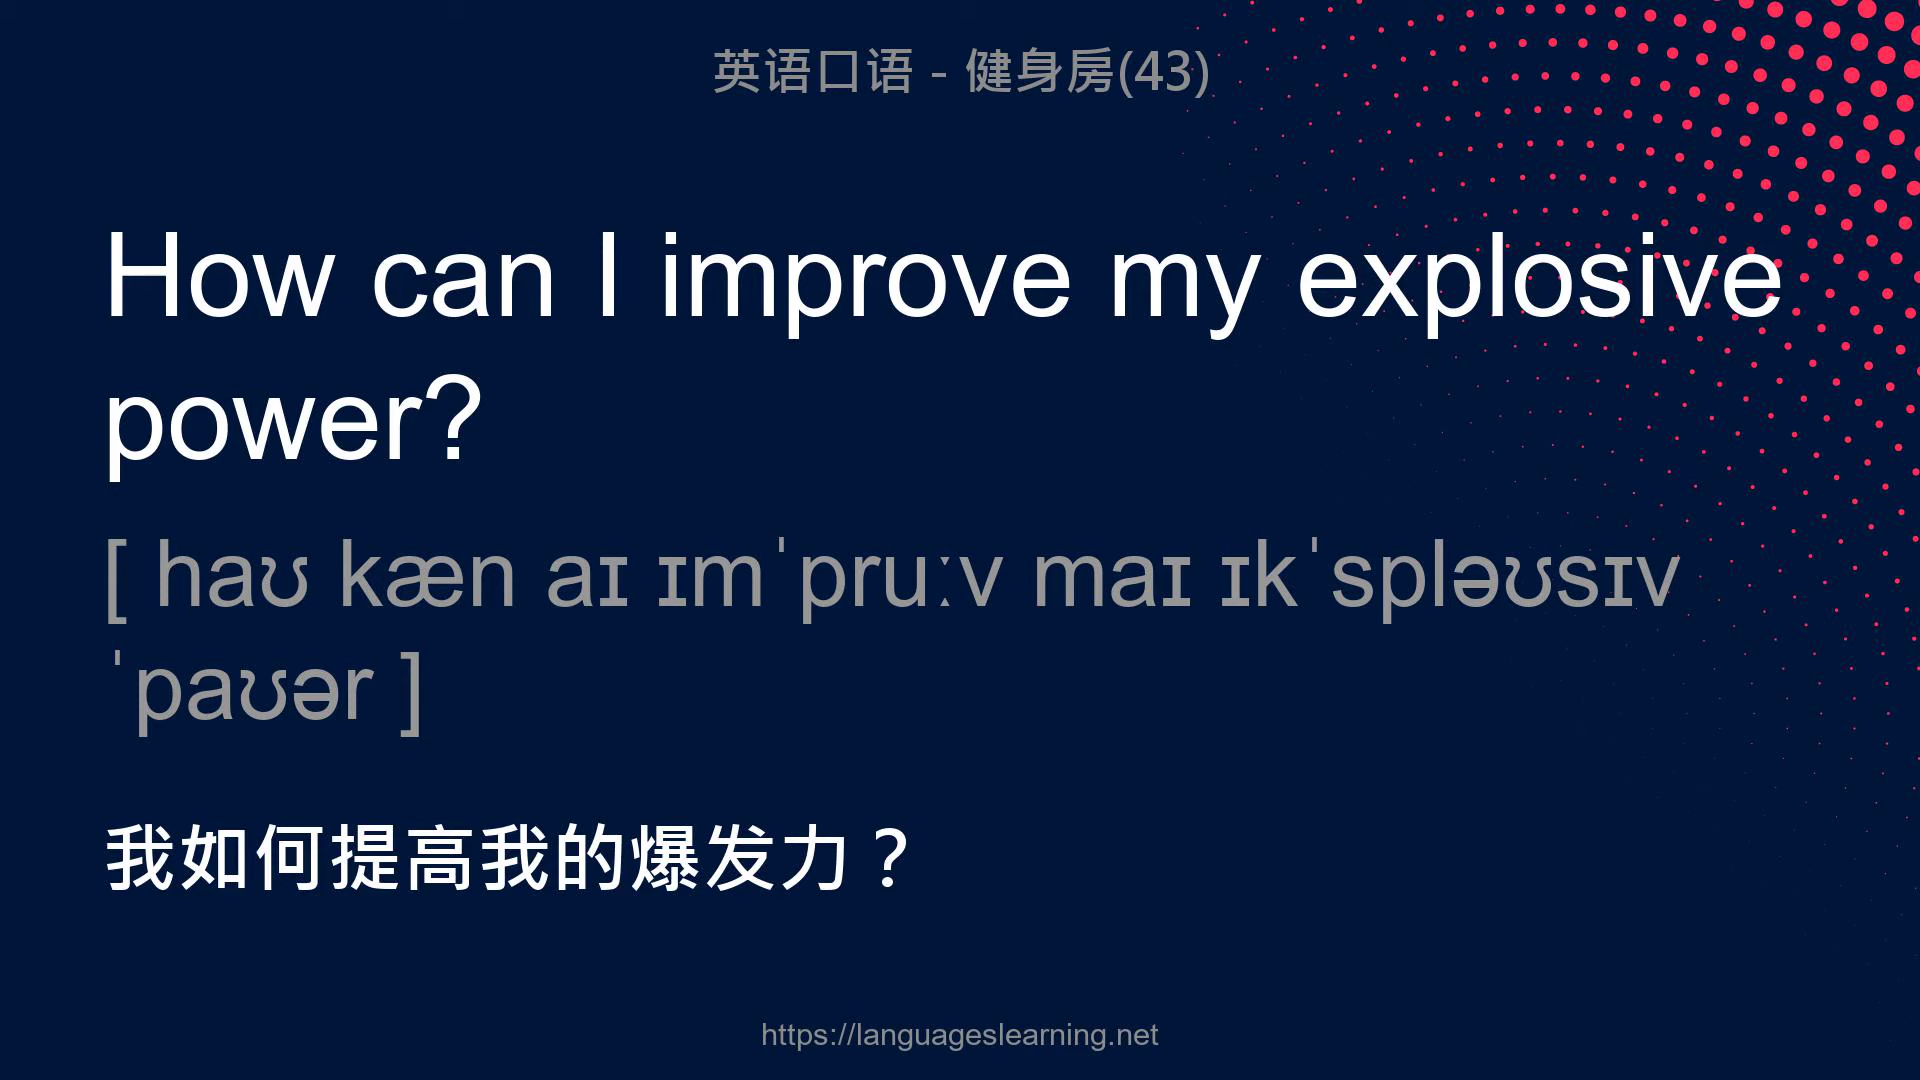 英语口语 - 健身房(43)
How can I improve my explosive
power?
[ haʊ kæn aɪ ɪmˈpruːv maɪ ɪkˈspləʊsɪv
ˈpaʊər ]
我如何提高我的爆发力？
https://languageslearning.net